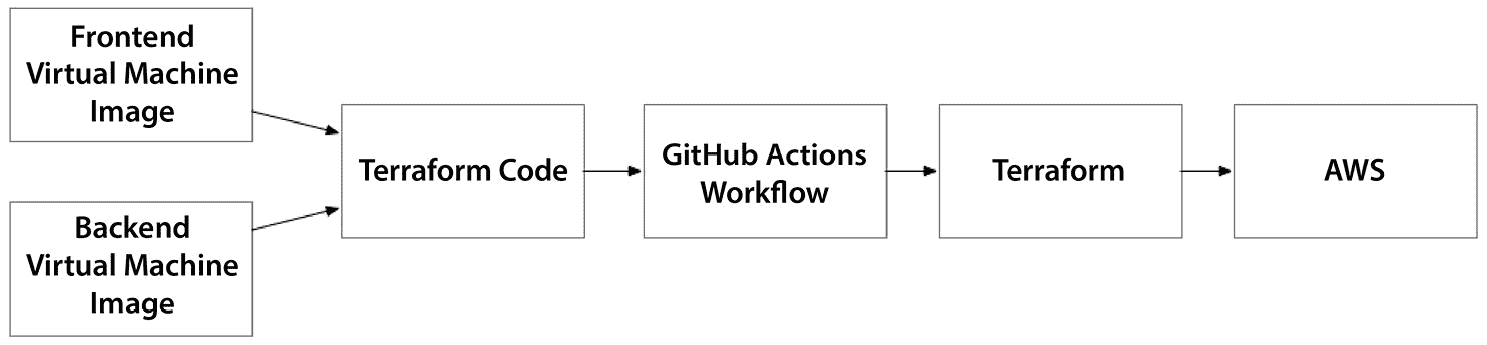 Frontend
Virtual Machine
Image
Backend
Virtual Machine
Image
Terraform Code
GitHub Actions
Workflow
Terraform
AWS